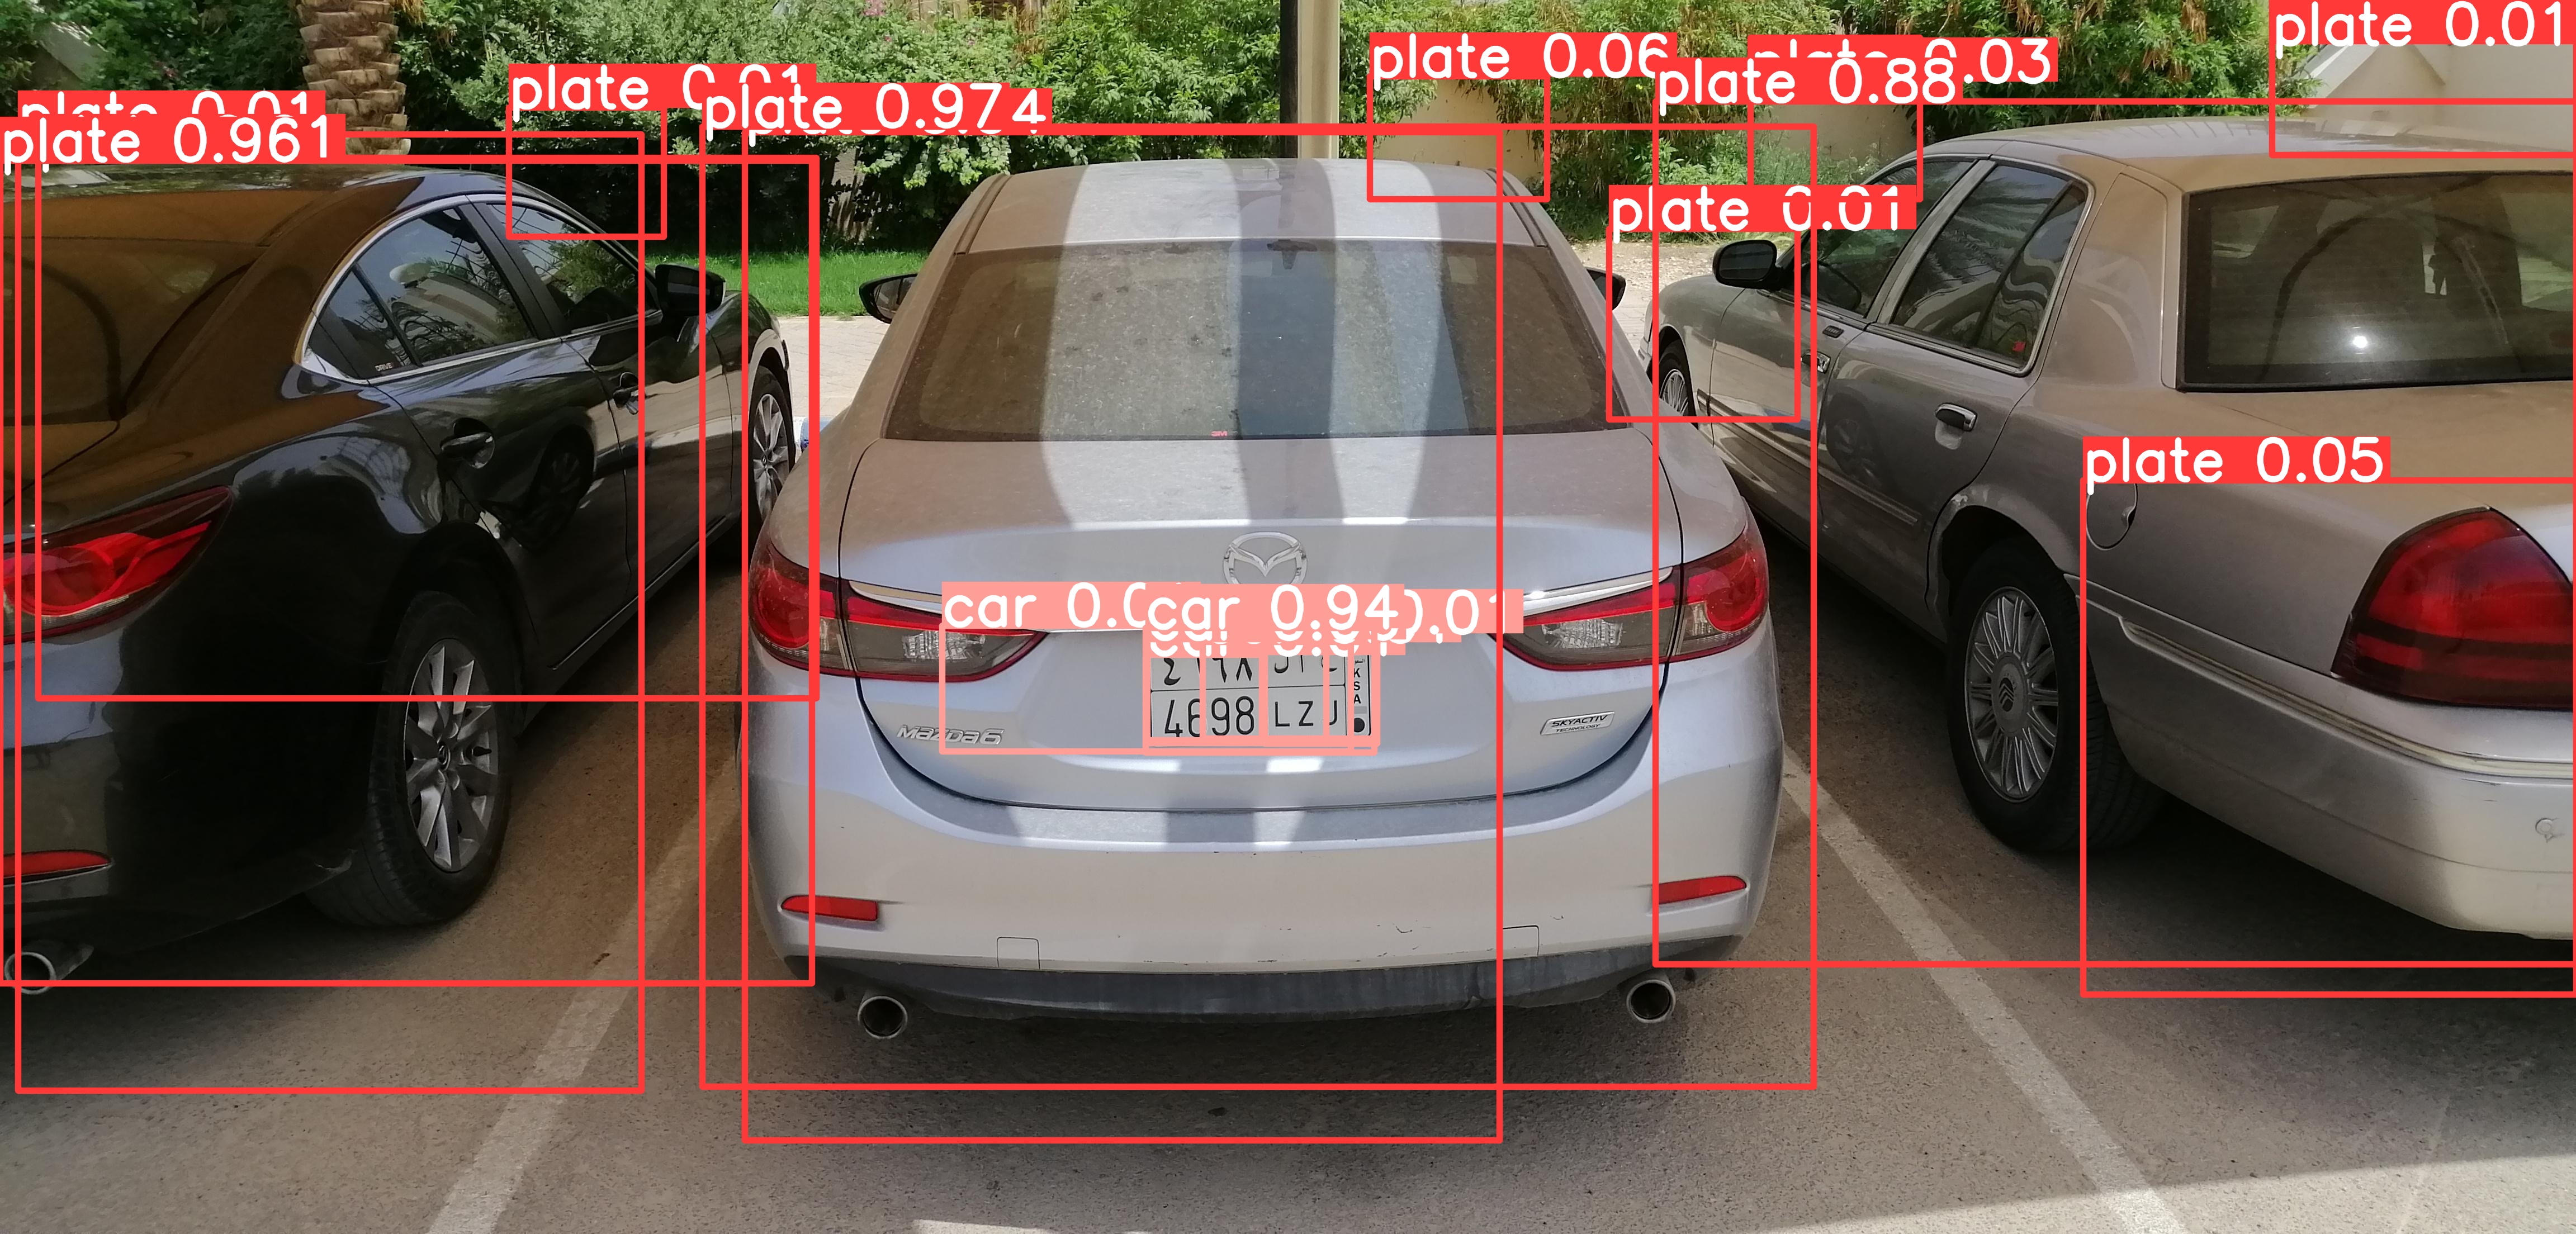 plate 0.01
plate 0.06
plate 0.03
plate 0.88
plate 0.01
plate 0.974
plate 0.01
plate 0.961
plate 0.01
plate 0.05
3M
car 0.0
car 0.94
0.01
٤٦٩٨
4698 LZJ
KSA
mazda6
SKYACTIV
TECHNOLOGY